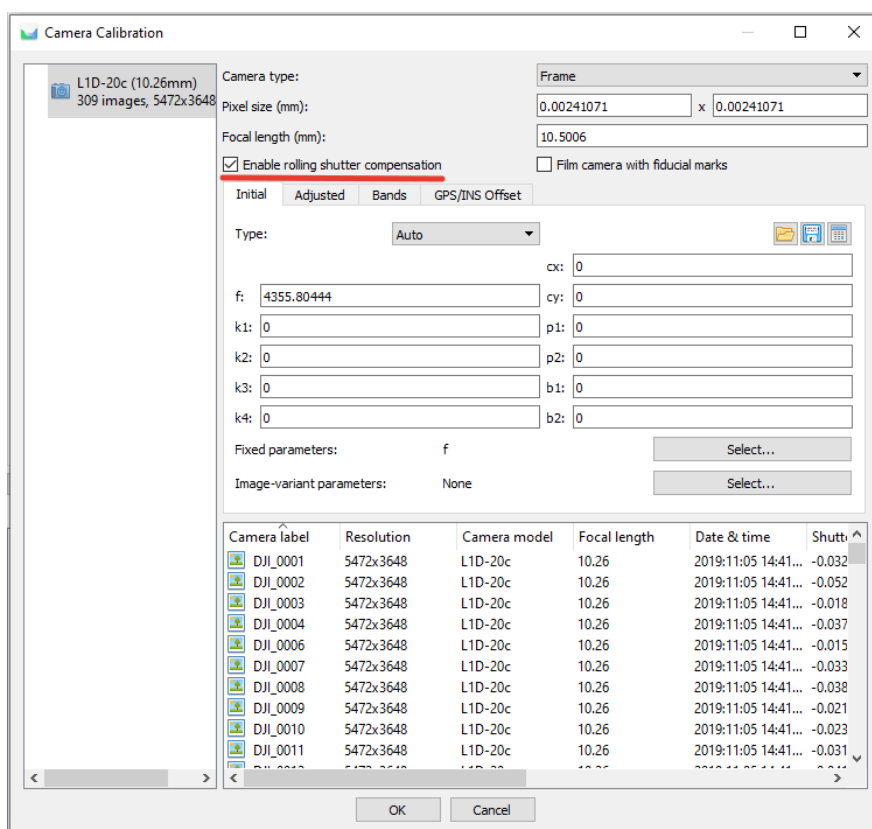 Camera Calibration
L1D-20c (10.26mm)
309 images, 5472x3648
Camera type: Frame
Pixel size (mm): 0.00241071 x 0.00241071
Focal length (mm): 10.5006
Enable rolling shutter compensation Film camera with fiducial marks
Initial Adjusted Bands GPS/INS Offset
Type: Auto
cx: 0
f: 4355.80444 cy: 0
k1: 0 p1: 0
k2: 0 p2: 0
k3: 0 b1: 0
k4: 0 b2: 0
Fixed parameters: f Select...
Image-variant parameters: None Select...
Camera label Resolution Camera model Focal length Date & time
DJI_0001 5472x3648 L1D-20c 10.26 2019:11:05 14:41... -0.032
DJI_0002 5472x3648 L1D-20c 10.26 2019:11:05 14:41... -0.052
DJI_0003 5472x3648 L1D-20c 10.26 2019:11:05 14:41... -0.018
DJI_0004 5472x3648 L1D-20c 10.26 2019:11:05 14:41... -0.037
DJI_0006 5472x3648 L1D-20c 10.26 2019:11:05 14:41... -0.015
DJI_0007 5472x3648 L1D-20c 10.26 2019:11:05 14:41... -0.033
DJI_0008 5472x3648 L1D-20c 10.26 2019:11:05 14:41... -0.038
DJI_0009 5472x3648 L1D-20c 10.26 2019:11:05 14:41... -0.021
DJI_0010 5472x3648 L1D-20c 10.26 2019:11:05 14:41... -0.023
DJI_0011 5472x3648 L1D-20c 10.26 2019:11:05 14:41... -0.031
OK Cancel